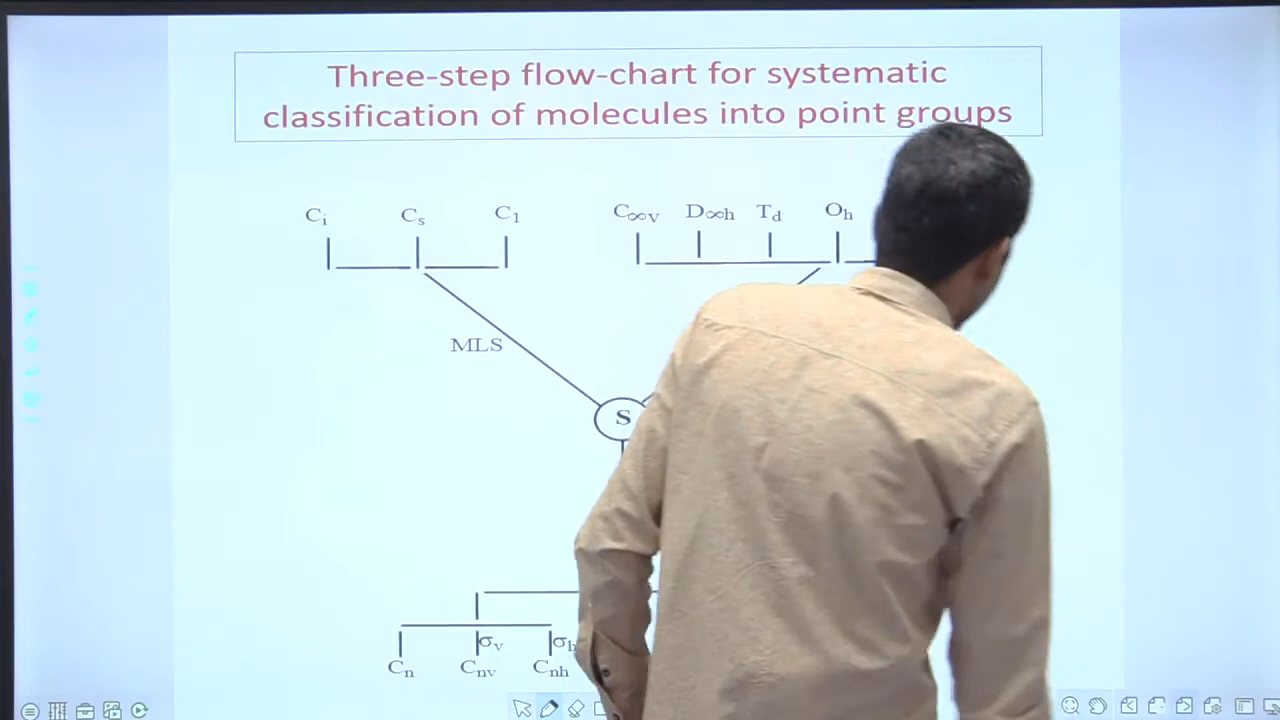 Three-step flow-chart for systematic
classification of molecules into point groups
Ci Cs C1 C∞v D∞h Td Oh
MLS
S
σv σh
Cn Cnv Cnh